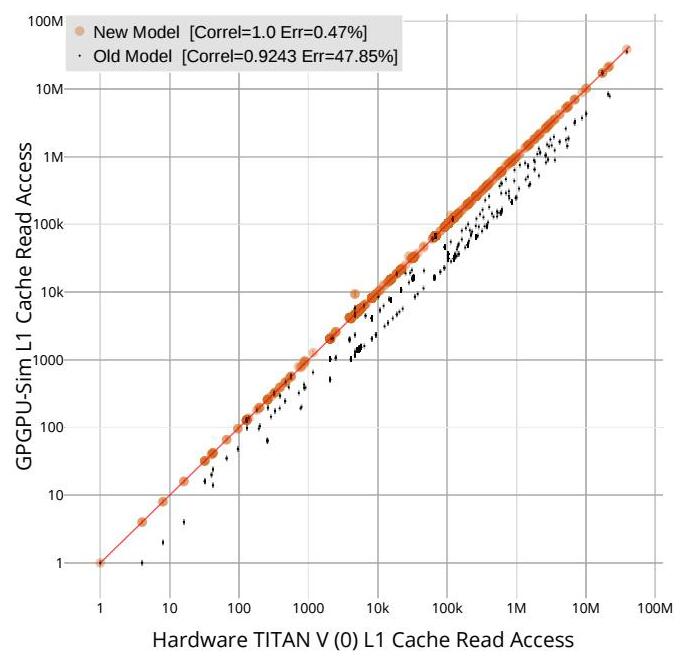 100M
New Model [Correl=1.0 Err=0.47%]
Old Model [Correl=0.9243 Err=47.85%]
10M
1M
100k
10k
1000
100
10
1
GPGPU-Sim L1 Cache Read Access
1 10 100 1000 10k 100k 1M 10M 100M
Hardware TITAN V (0) L1 Cache Read Access